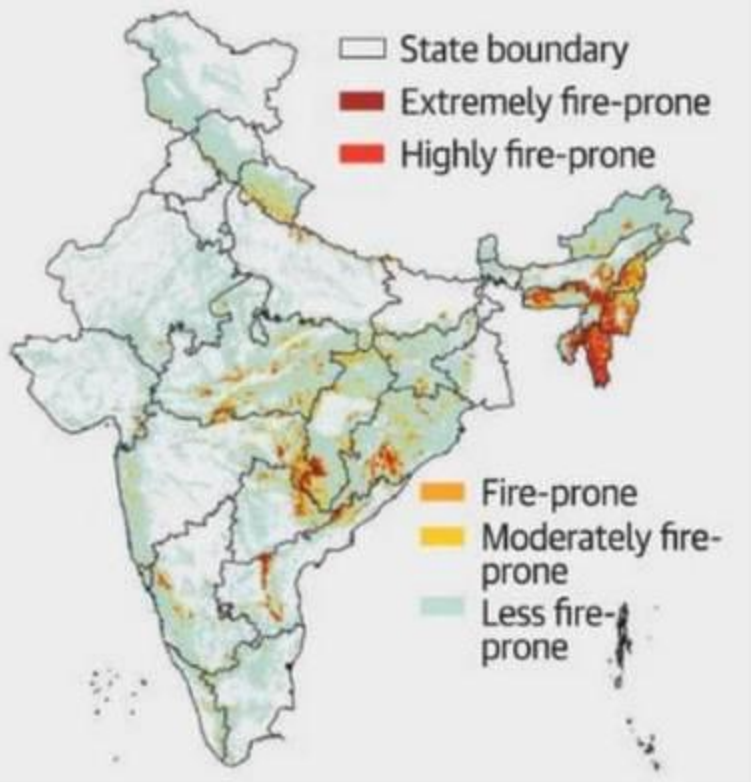 State boundary
Extremely fire-prone
Highly fire-prone
Fire-prone
Moderately fire-
prone
Less fire-
prone